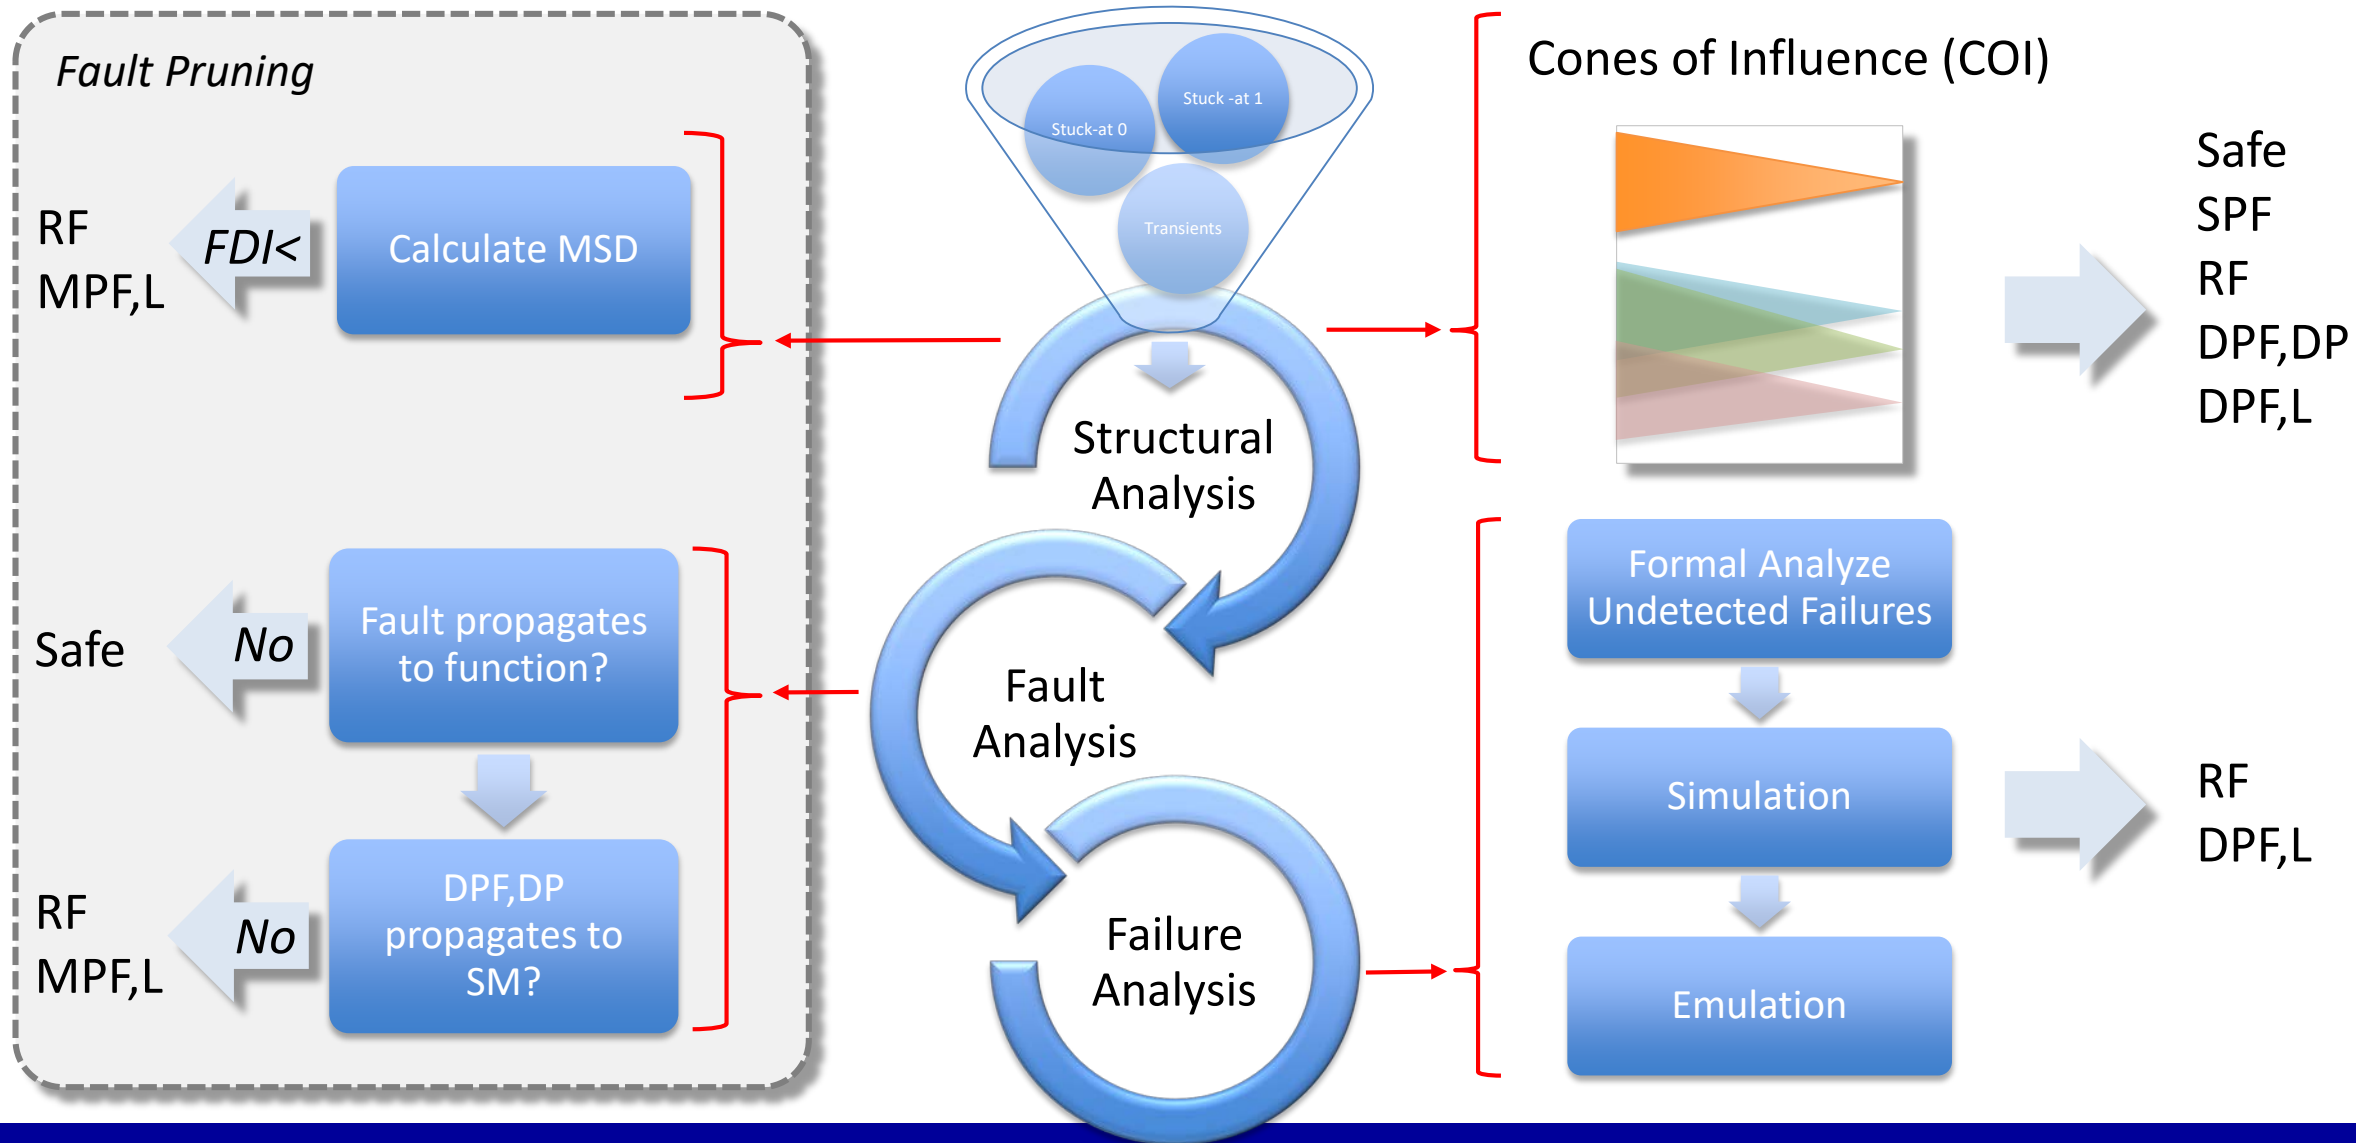 Fault Pruning
RF
MPF,L
FDI<
Calculate MSD
Safe
No
Fault propagates
to function?
RF
MPF,L
No
DPF,DP
propagates to
SM?
Stuck-at 0
Stuck -at 1
Transients
Structural
Analysis
Fault
Analysis
Failure
Analysis
Cones of Influence (COI)
Safe
SPF
RF
DPF,DP
DPF,L
Formal Analyze
Undetected Failures
Simulation
Emulation
RF
DPF,L